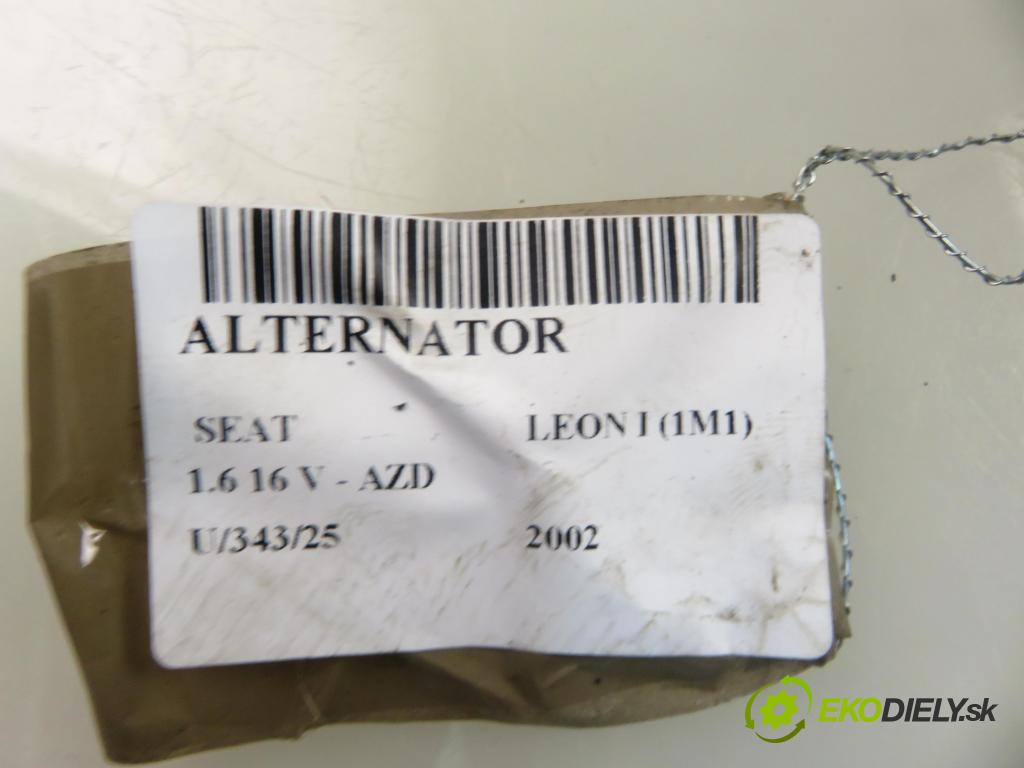 ALTERNATOR
SEAT LEON I (1M1)
1.6 16 V - AZD
U/343/25 2002
EKODIELY.sk